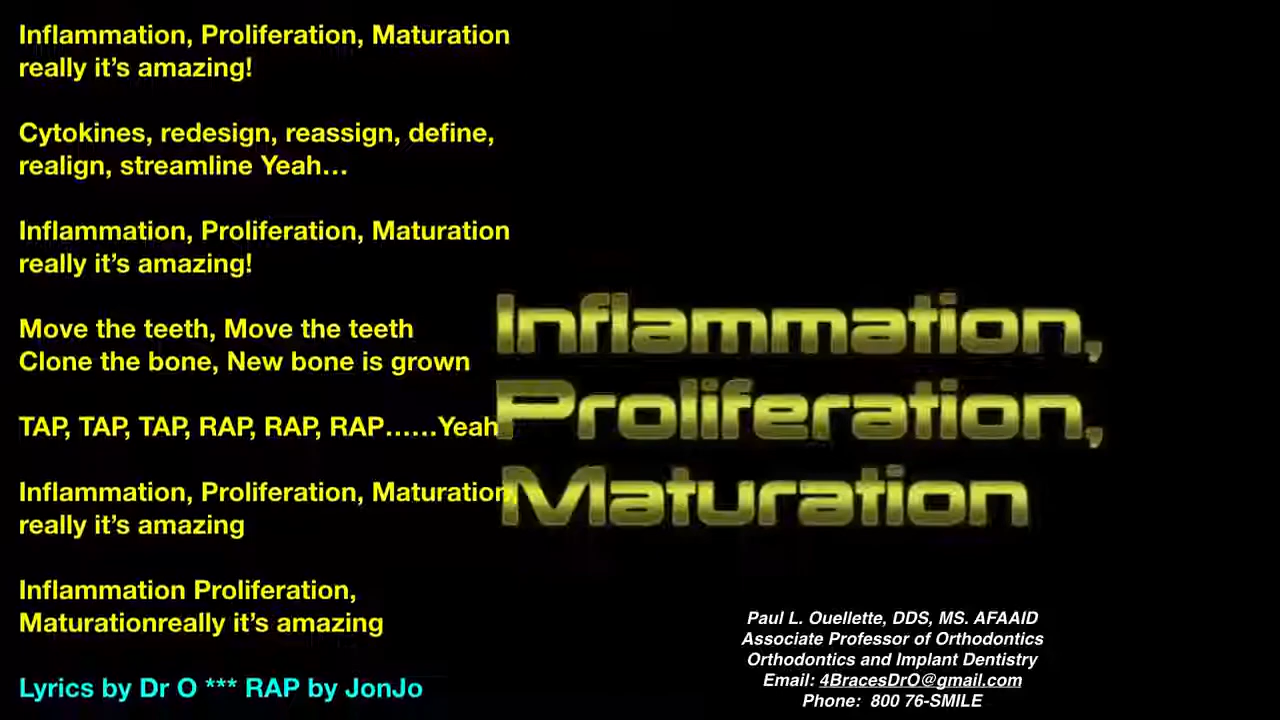 Inflammation, Proliferation, Maturation
really it’s amazing!
Cytokines, redesign, reassign, define,
realign, streamline Yeah…
Inflammation, Proliferation, Maturation
really it’s amazing!
Move the teeth, Move the teeth
Clone the bone, New bone is grown
TAP, TAP, TAP, RAP, RAP, RAP……Yeah
Inflammation, Proliferation, Maturation,
really it’s amazing
Inflammation Proliferation,
Maturationreally it’s amazing
Lyrics by Dr O *** RAP by JonJo
Inflammation,
Proliferation,
Maturation
Paul L. Ouellette, DDS, MS. AFAAID
Associate Professor of Orthodontics
Orthodontics and Implant Dentistry
Email: 4BracesDrO@gmail.com
Phone:  800 76-SMILE